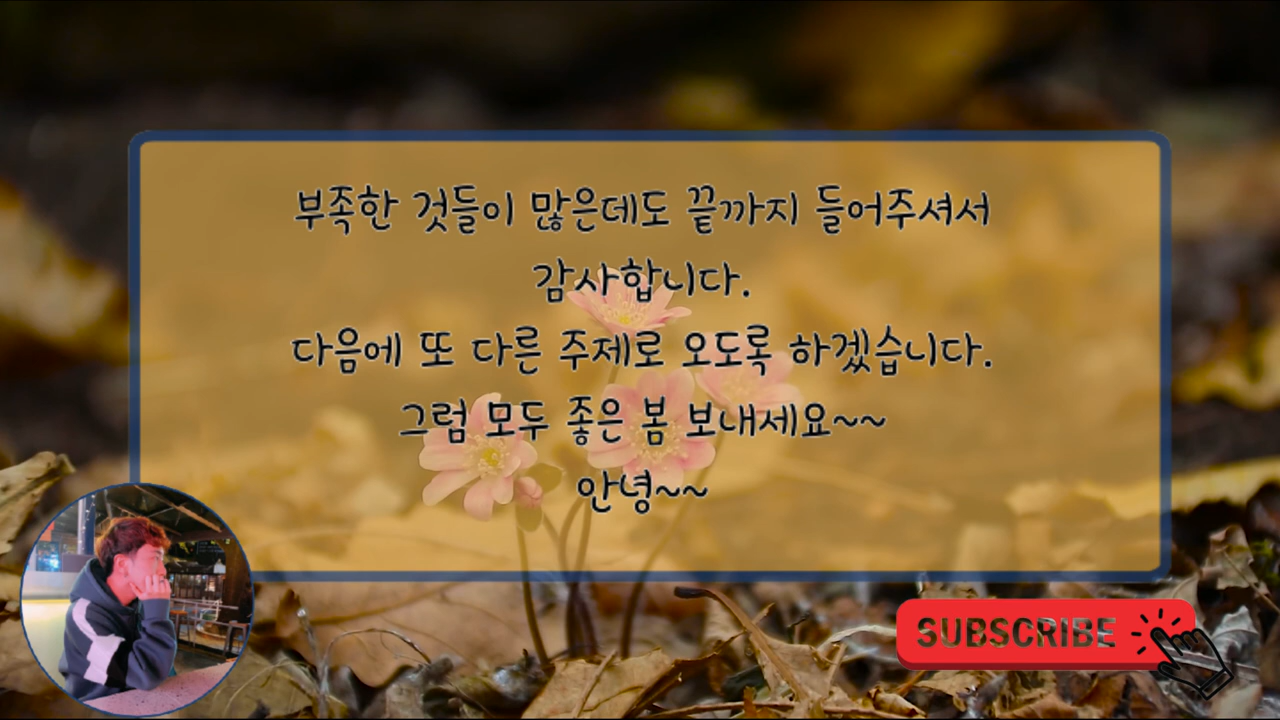 부족한 것들이 많은데도 끝까지 들어주셔서
감사합니다.
다음에 또 다른 주제로 오도록 하겠습니다.
그럼 모두 좋은 봄 보내세요~~
안녕~~
SUBSCRIBE